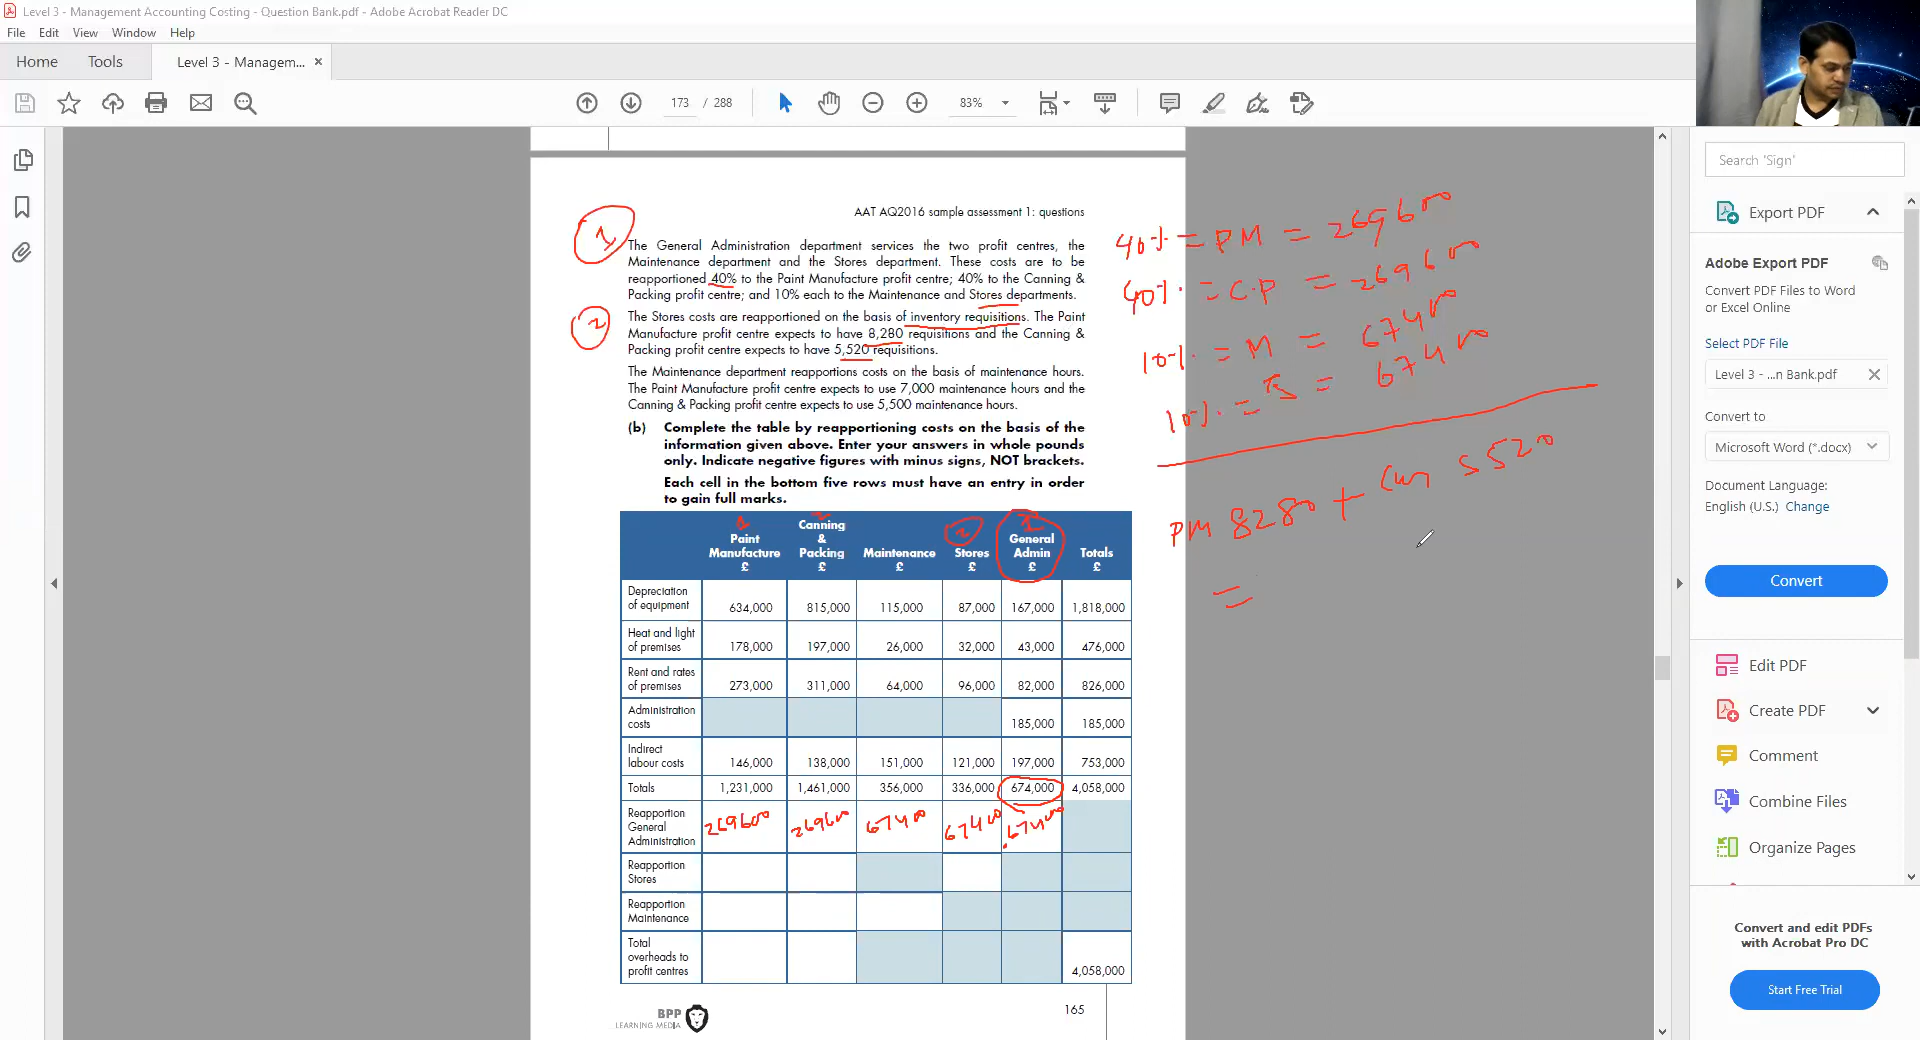 Level 3 - Management Accounting Costing - Question Bank.pdf - Adobe Acrobat Reader DC
File Edit View Window Help
Home Tools Level 3 - Managem... ×
173 / 288 83%
AAT AQ2016 sample assessment 1: questions
1
The General Administration department services the two profit centres, the
Maintenance department and the Stores department. These costs are to be
reapportioned 40% to the Paint Manufacture profit centre; 40% to the Canning &
Packing profit centre; and 10% each to the Maintenance and Stores departments.
2
The Stores costs are reapportioned on the basis of inventory requisitions. The Paint
Manufacture profit centre expects to have 8,280 requisitions and the Canning &
Packing profit centre expects to have 5,520 requisitions.
The Maintenance department reapportions costs on the basis of maintenance hours.
The Paint Manufacture profit centre expects to use 7,000 maintenance hours and the
Canning & Packing profit centre expects to use 5,500 maintenance hours.
(b) Complete the table by reapportioning costs on the basis of the
information given above. Enter your answers in whole pounds
only. Indicate negative figures with minus signs, NOT brackets.
Each cell in the bottom five rows must have an entry in order
to gain full marks.
Paint Manufacture £ Canning & Packing £ Maintenance £ 2 Stores £ 1 General Admin £ Totals £
Depreciation of equipment 634,000 815,000 115,000 87,000 167,000 1,818,000
Heat and light of premises 178,000 197,000 26,000 32,000 43,000 476,000
Rent and rates of premises 273,000 311,000 64,000 96,000 82,000 826,000
Administration costs 185,000 185,000
Indirect labour costs 146,000 138,000 151,000 121,000 197,000 753,000
Totals 1,231,000 1,461,000 356,000 336,000 674,000 4,058,000
Reapportion General Administration 269600 269600 67400 67400 -67400
Reapportion Stores
Reapportion Maintenance
Total overheads to profit centres 4,058,000
BPP
LEARNING MEDIA
165
40% = PM = 269600
40% = C.P = 269600
10% = M = 67400
10% = S = 67400
PM 8280 + Can 5520
=
Search 'Sign'
Export PDF
Adobe Export PDF
Convert PDF Files to Word
or Excel Online
Select PDF File
Level 3 - ...n Bank.pdf ×
Convert to
Microsoft Word (*.docx)
Document Language:
English (U.S.) Change
Convert
Edit PDF
Create PDF
Comment
Combine Files
Organize Pages
Convert and edit PDFs
with Acrobat Pro DC
Start Free Trial